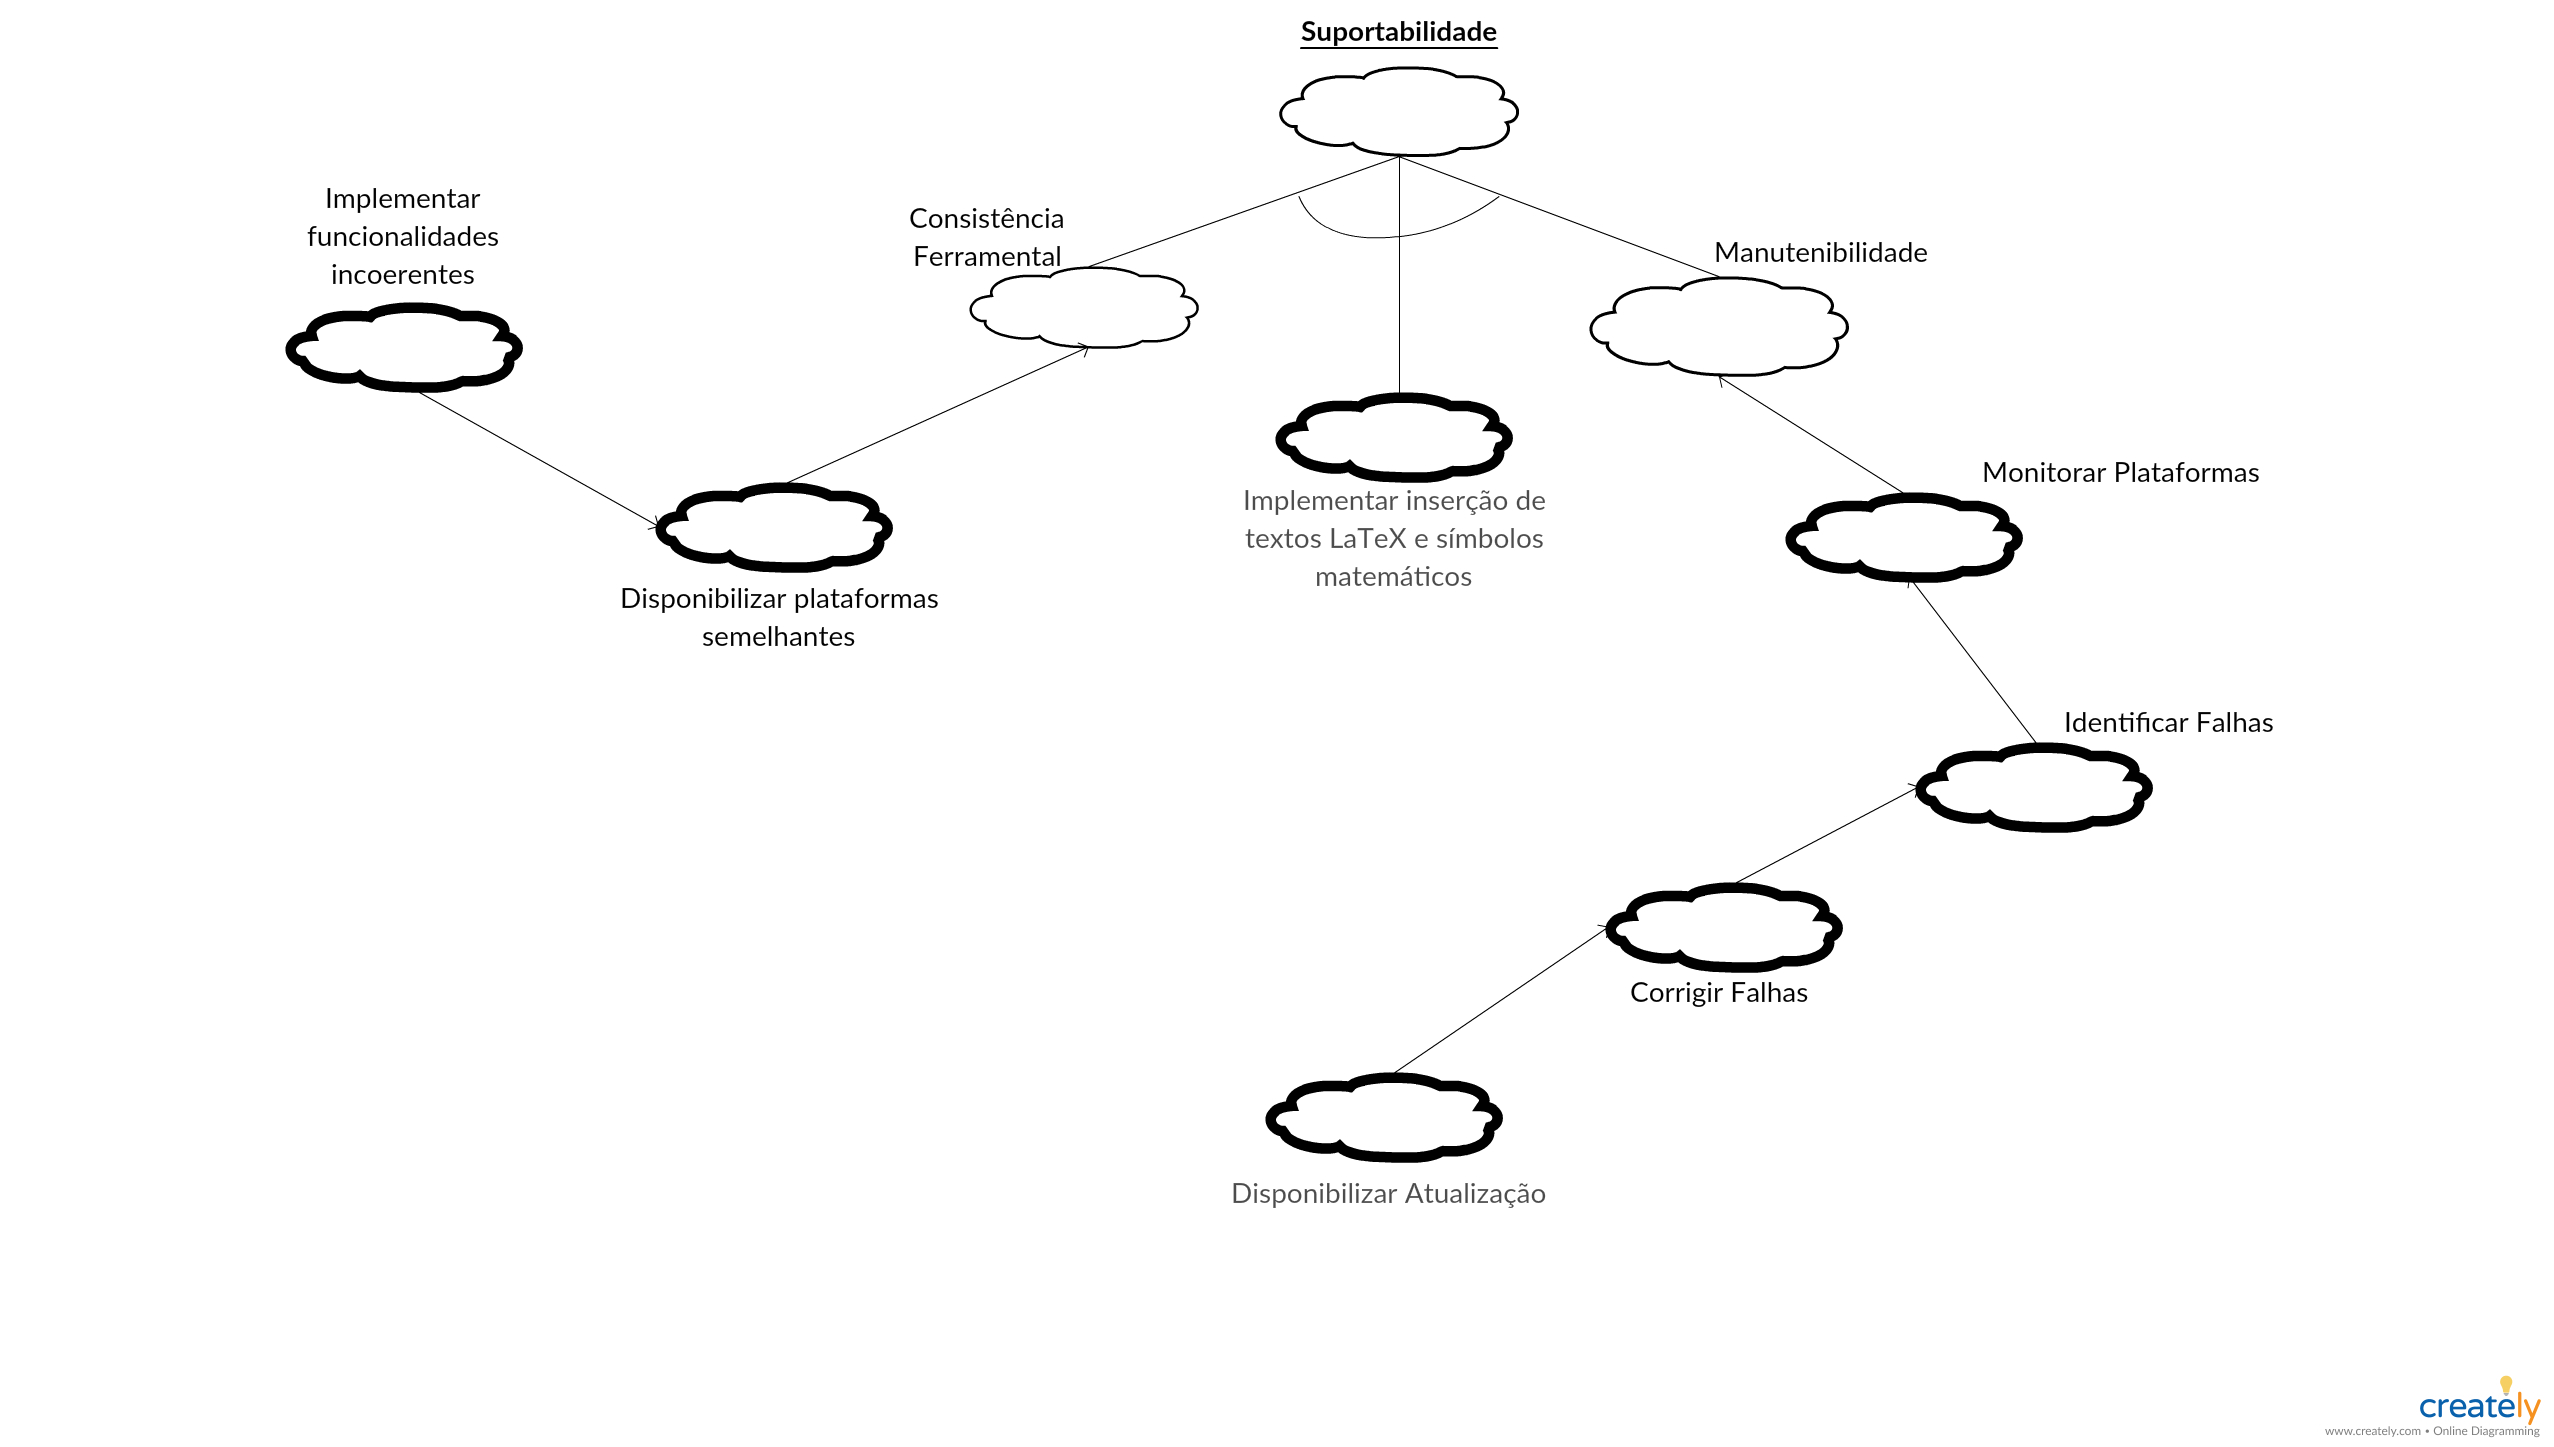 Suportabilidade
Implementar
funcionalidades
incoerentes
Consistência
Ferramental
Manutenibilidade
Monitorar Plataformas
Implementar inserção de
textos LaTeX e símbolos
matemáticos
Disponibilizar plataformas
semelhantes
Identificar Falhas
Corrigir Falhas
Disponibilizar Atualização
creately
www.creately.com • Online Diagramming